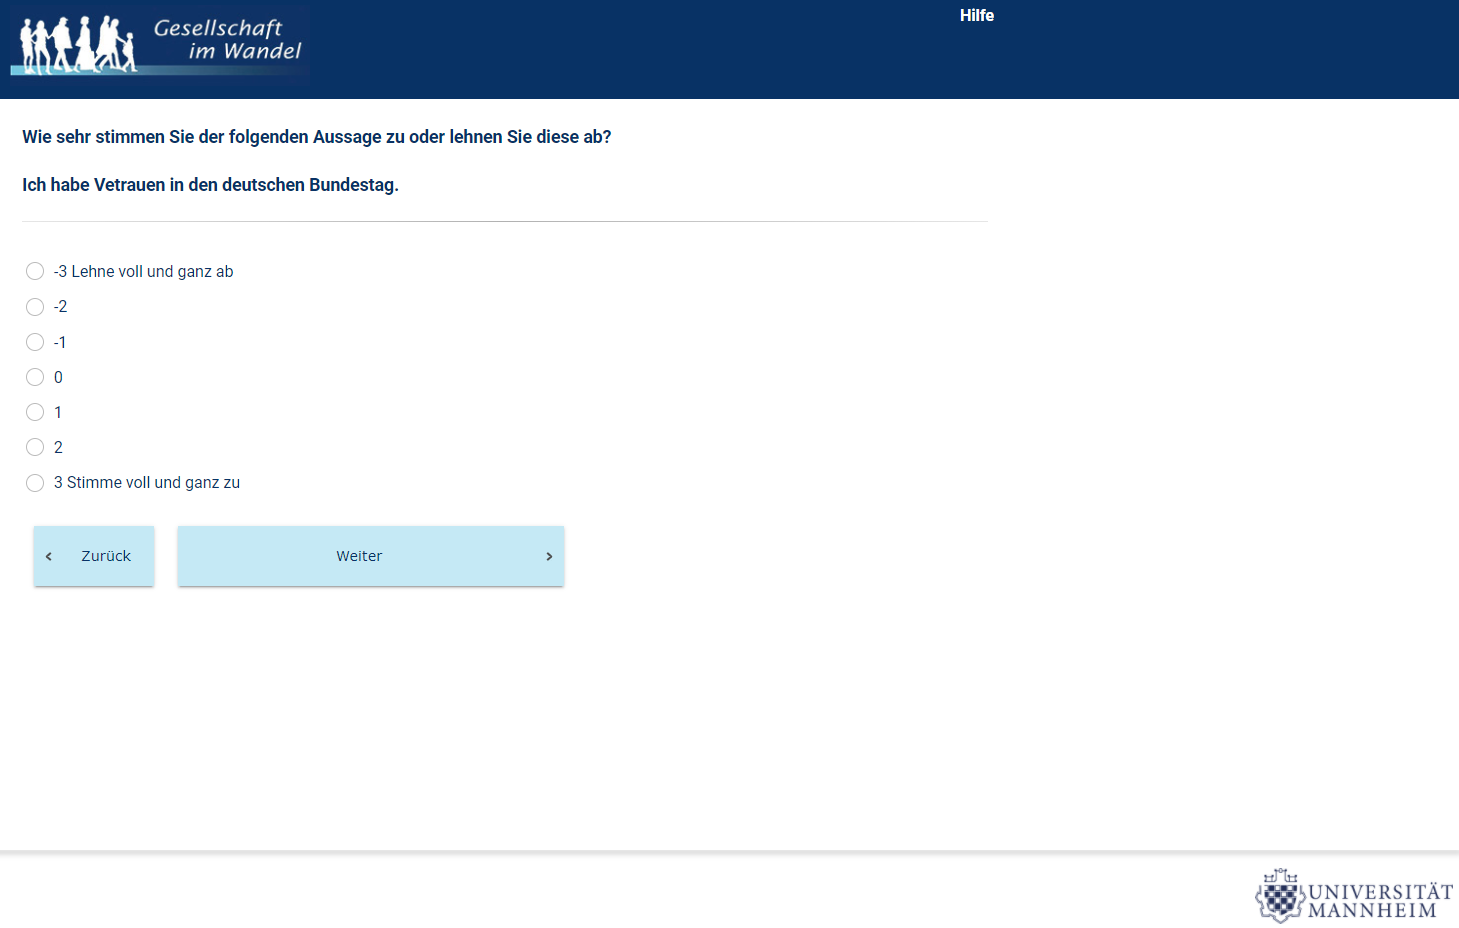 Gesellschaft
im Wandel
Hilfe
Wie sehr stimmen Sie der folgenden Aussage zu oder lehnen Sie diese ab?
Ich habe Vetrauen in den deutschen Bundestag.
-3 Lehne voll und ganz ab
-2
-1
0
1
2
3 Stimme voll und ganz zu
‹ Zurück
Weiter ›
UNIVERSITÄT
MANNHEIM